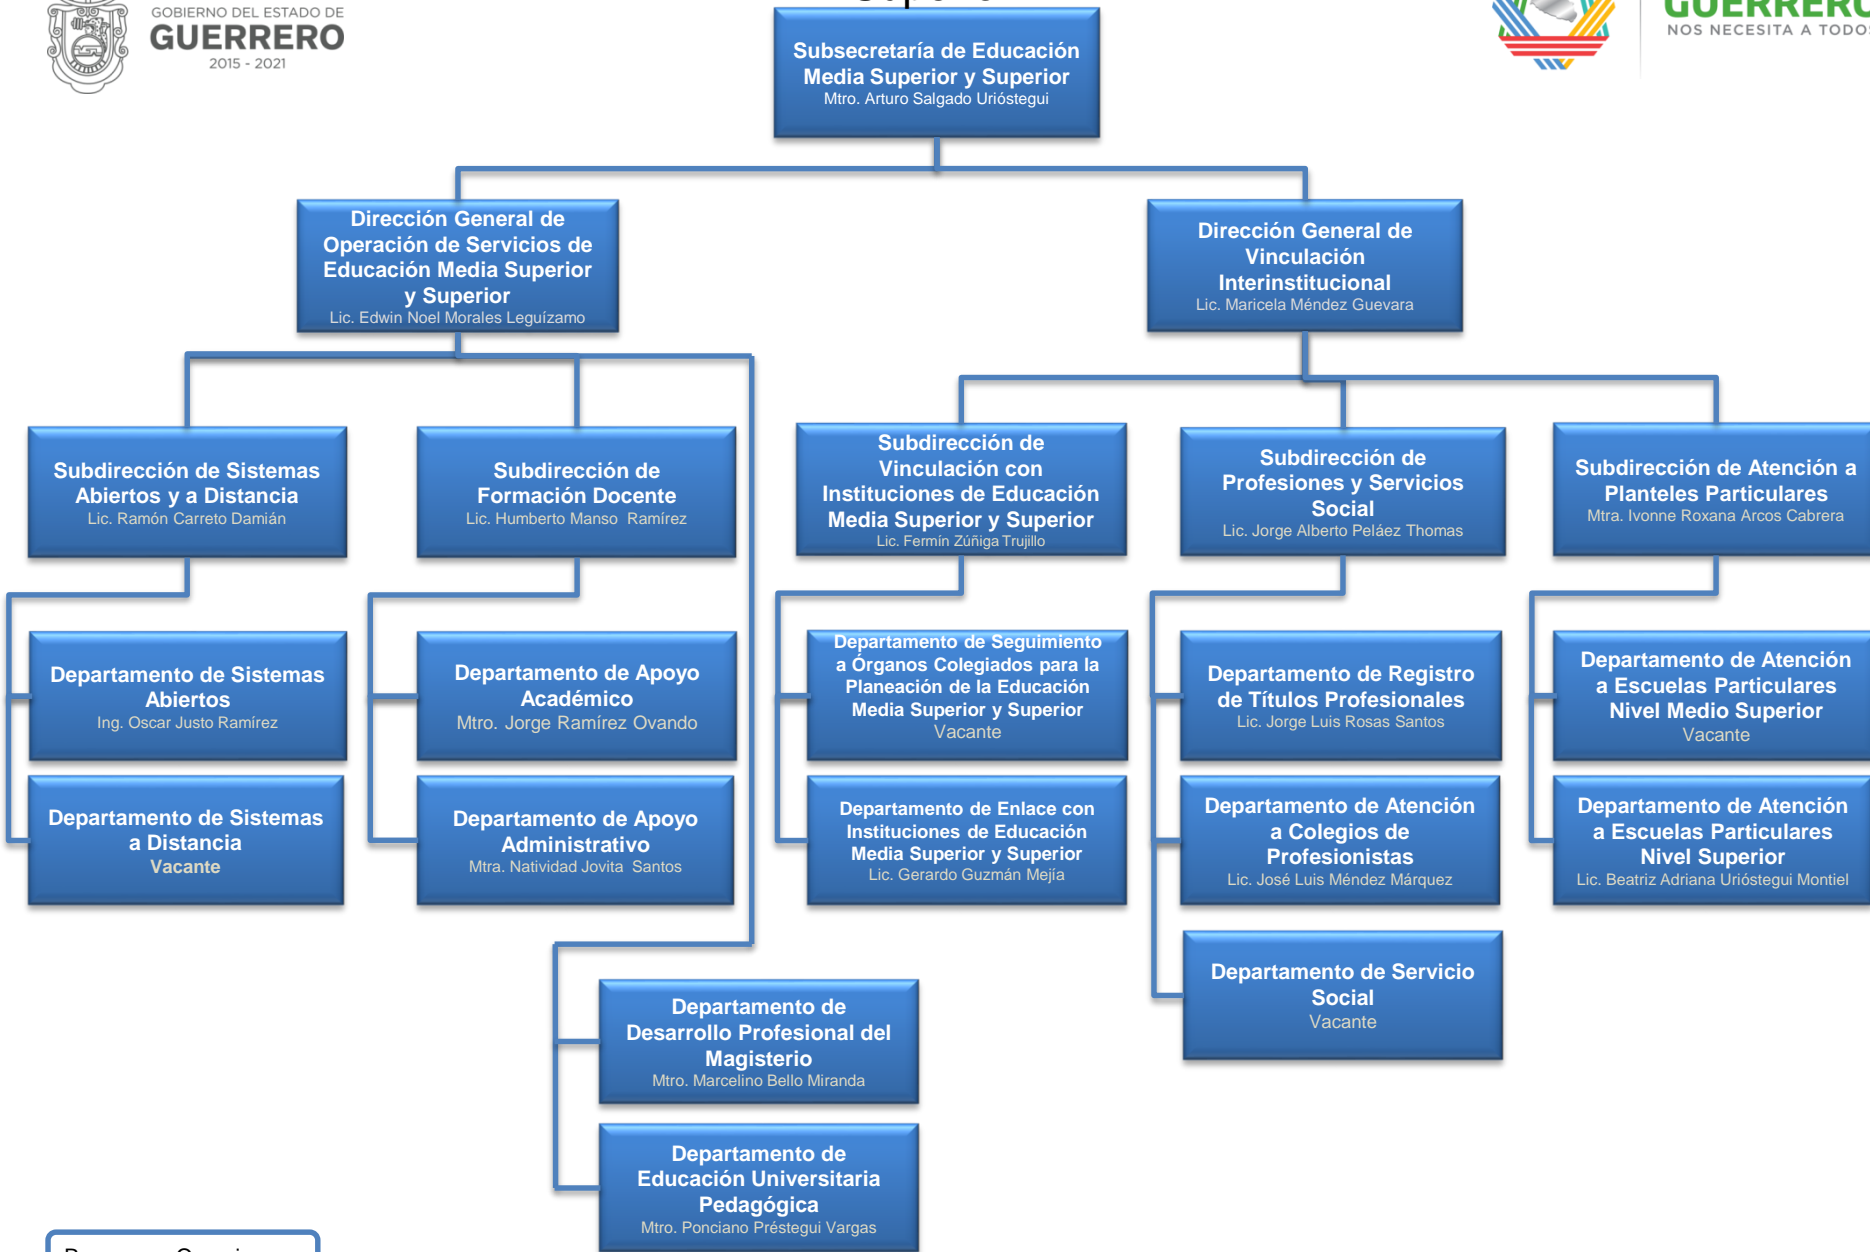 GOBIERNO DEL ESTADO DE
GUERRERO
2015 - 2021
GUERRERO
NOS NECESITA A TODOS
Subsecretaría de Educación
Media Superior y Superior
Mtro. Arturo Salgado Urióstegui
Dirección General de
Operación de Servicios de
Educación Media Superior
y Superior
Lic. Edwin Noel Morales Leguízamo
Dirección General de
Vinculación
Interinstitucional
Lic. Maricela Méndez Guevara
Subdirección de Sistemas
Abiertos y a Distancia
Lic. Ramón Carreto Damián
Subdirección de
Formación Docente
Lic. Humberto Manso Ramírez
Subdirección de
Vinculación con
Instituciones de Educación
Media Superior y Superior
Lic. Fermín Zúñiga Trujillo
Subdirección de
Profesiones y Servicios
Social
Lic. Jorge Alberto Peláez Thomas
Subdirección de Atención a
Planteles Particulares
Mtra. Ivonne Roxana Arcos Cabrera
Departamento de Sistemas
Abiertos
Ing. Oscar Justo Ramírez
Departamento de Apoyo
Académico
Mtro. Jorge Ramírez Ovando
Departamento de Seguimiento
a Órganos Colegiados para la
Planeación de la Educación
Media Superior y Superior
Vacante
Departamento de Registro
de Títulos Profesionales
Lic. Jorge Luis Rosas Santos
Departamento de Atención
a Escuelas Particulares
Nivel Medio Superior
Vacante
Departamento de Sistemas
a Distancia
Vacante
Departamento de Apoyo
Administrativo
Mtra. Natividad Jovita Santos
Departamento de Enlace con
Instituciones de Educación
Media Superior y Superior
Lic. Gerardo Guzmán Mejía
Departamento de Atención
a Colegios de
Profesionistas
Lic. José Luis Méndez Márquez
Departamento de Atención
a Escuelas Particulares
Nivel Superior
Lic. Beatriz Adriana Urióstegui Montiel
Departamento de Servicio
Social
Vacante
Departamento de
Desarrollo Profesional del
Magisterio
Mtro. Marcelino Bello Miranda
Departamento de
Educación Universitaria
Pedagógica
Mtro. Ponciano Préstegui Vargas